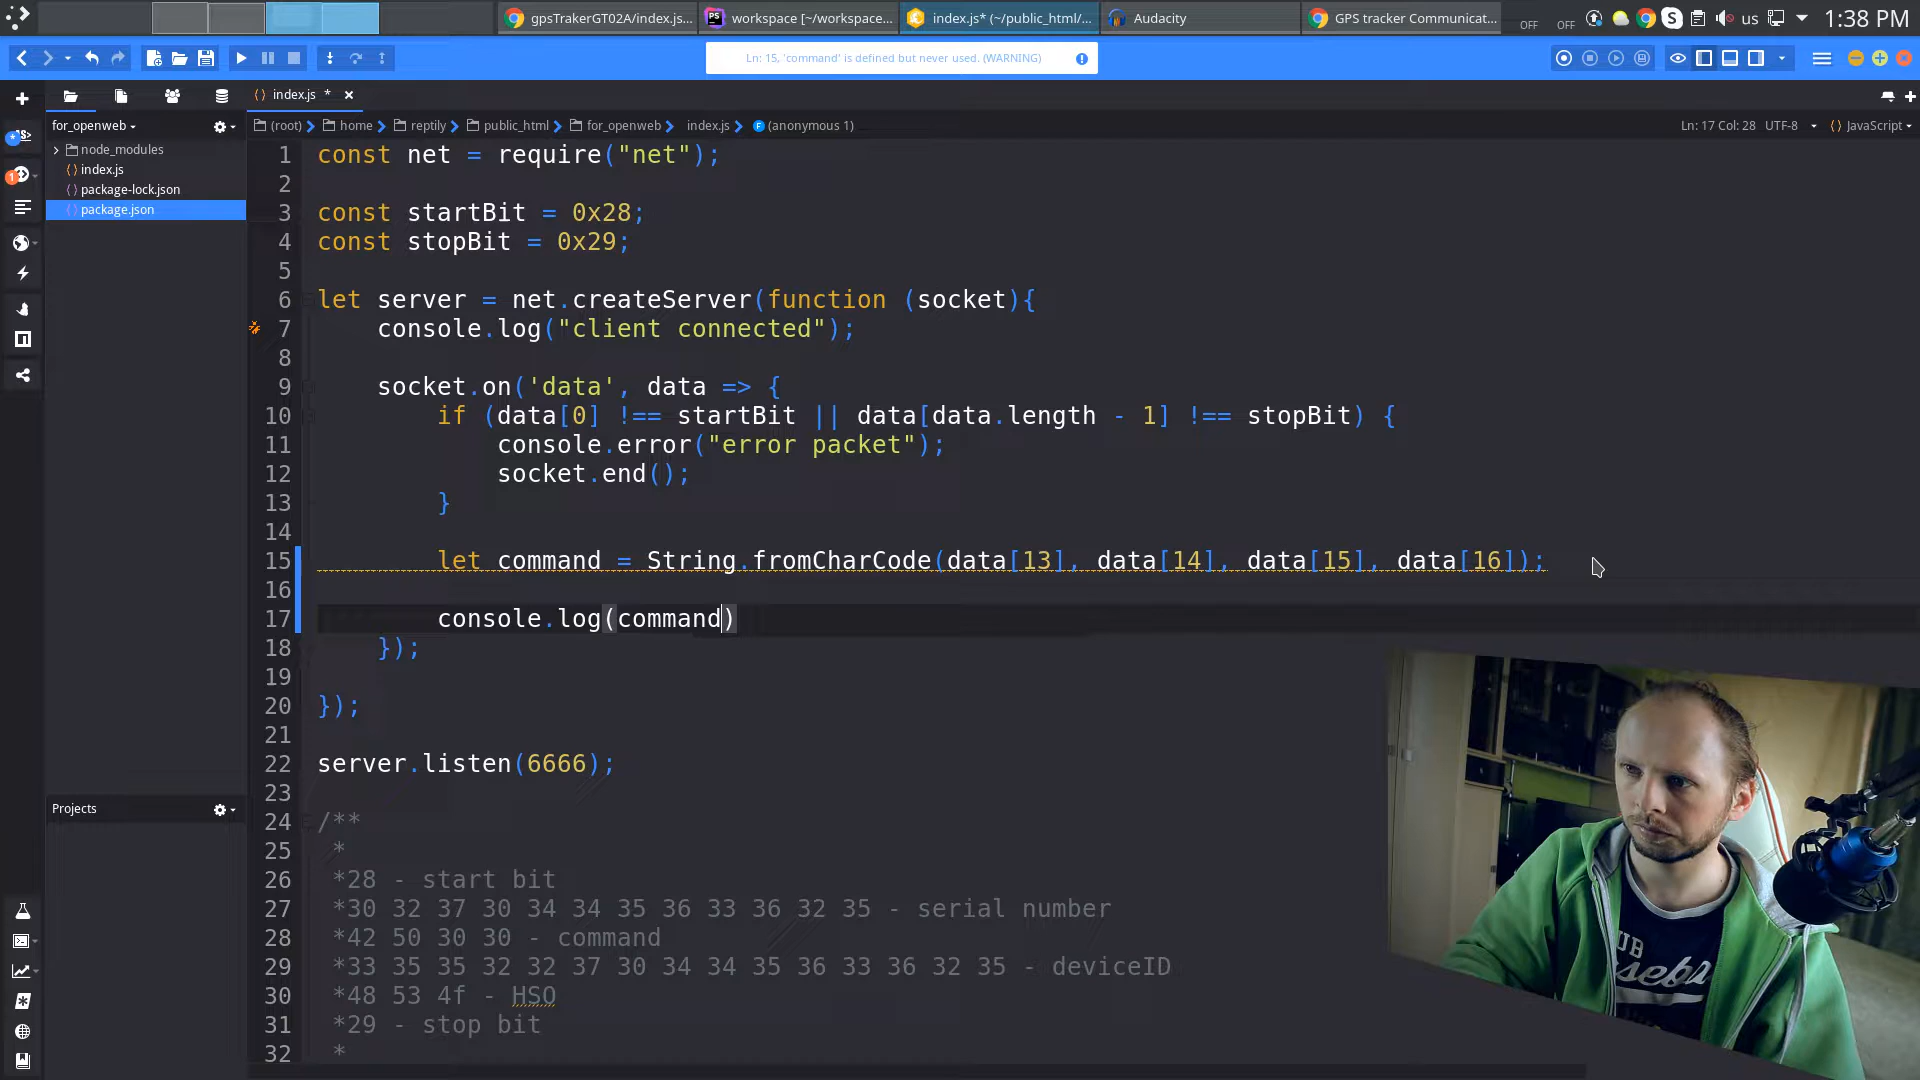 gpsTrakerGT02A/index.js...
workspace [~/workspace...
index.js* (~/public_html/...
Audacity
GPS tracker Communicat...
OFF
OFF
us
1:38 PM
Ln: 15, 'command' is defined but never used. (WARNING)
index.js *
for_openweb
(root)
home
reptily
public_html
for_openweb
index.js
(anonymous 1)
Ln: 17 Col: 28
UTF-8
JavaScript
node_modules
index.js
package-lock.json
package.json
Projects
1 const net = require("net");
2
3 const startBit = 0x28;
4 const stopBit = 0x29;
5
6 let server = net.createServer(function (socket){
7 console.log("client connected");
8
9 socket.on('data', data => {
10 if (data[0] !== startBit || data[data.length - 1] !== stopBit) {
11 console.error("error packet");
12 socket.end();
13 }
14
15 let command = String.fromCharCode(data[13], data[14], data[15], data[16]);
16
17 console.log(command)
18 });
19
20 });
21
22 server.listen(6666);
23
24 /**
25 *
26 *28 - start bit
27 *30 32 37 30 34 34 35 36 33 36 32 35 - serial number
28 *42 50 30 30 - command
29 *33 35 35 32 32 37 30 34 34 35 36 33 36 32 35 - deviceID
30 *48 53 4f - HSO
31 *29 - stop bit
32 *